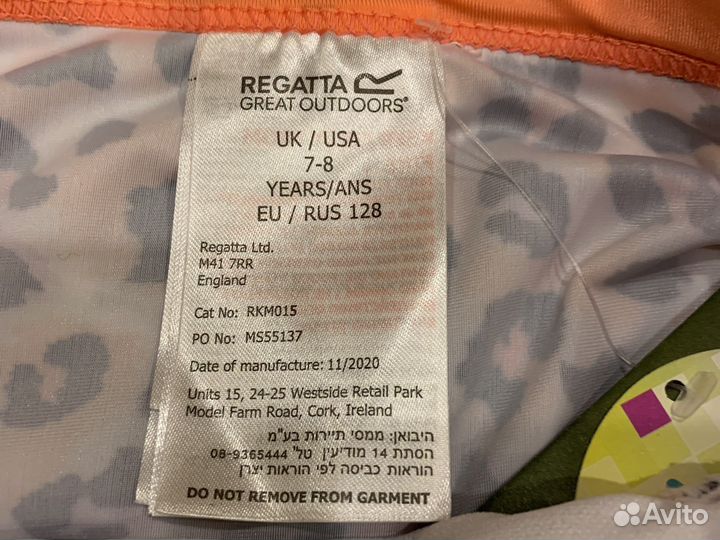 REGATTA
GREAT OUTDOORS®
UK / USA
7-8
YEARS/ANS
EU / RUS 128
Regatta Ltd.
M41 7RR
England
Cat No: RKM015
PO No: MS55137
Date of manufacture: 11/2020
Units 15, 24-25 Westside Retail Park
Model Farm Road, Cork, Ireland
היבואן: ממסי תיירות בע"מ
הסתת 14 מודיעין טל' 08-9365444
הוראות כביסה לפי הוראות יצרן
DO NOT REMOVE FROM GARMENT
Avito